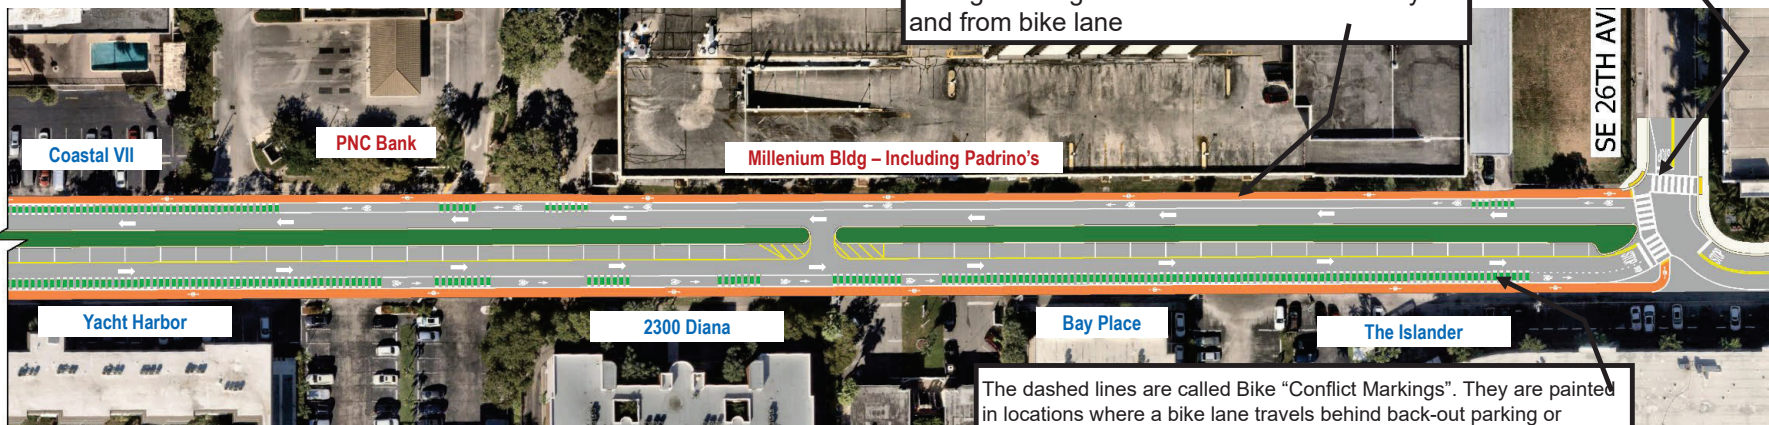 and from bike lane
SE 26TH AV
Coastal VII
PNC Bank
Millenium Bldg – Including Padrino's
Yacht Harbor
2300 Diana
Bay Place
The Islander
The dashed lines are called Bike “Conflict Markings”. They are painted
in locations where a bike lane travels behind back-out parking or